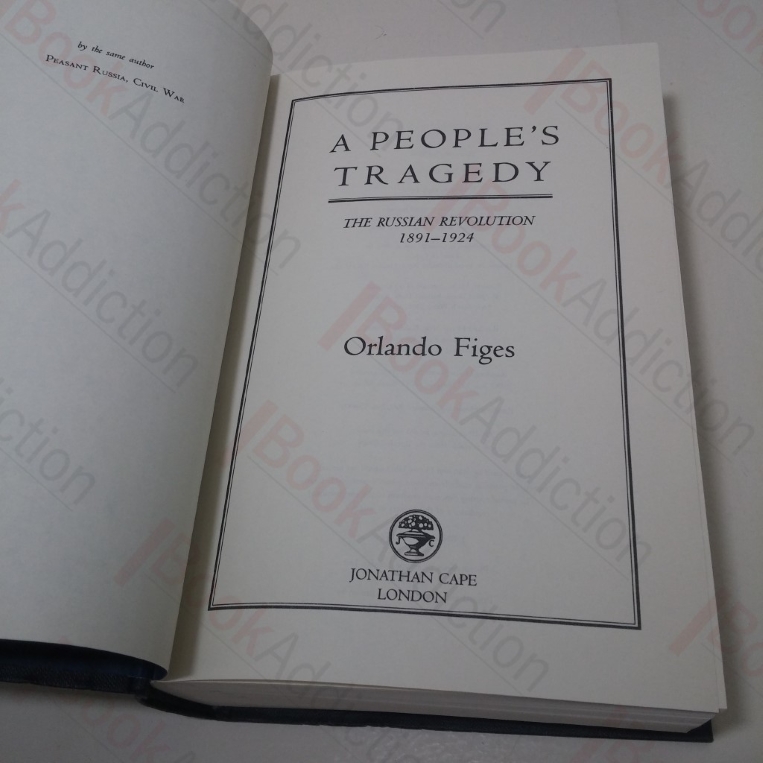 by the same author
PEASANT RUSSIA, CIVIL WAR
A PEOPLE'S
TRAGEDY
THE RUSSIAN REVOLUTION
1891–1924
Orlando Figes
J C
JONATHAN CAPE
LONDON
BookAddiction